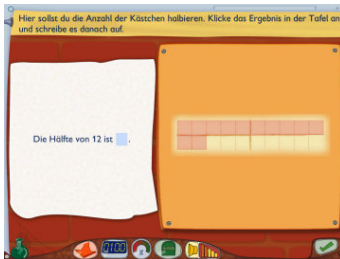 Hier sollst du die Anzahl der Kästchen halbieren. Klicke das Ergebnis in der Tafel an
und schreibe es danach auf.
Die Hälfte von 12 ist .
0100